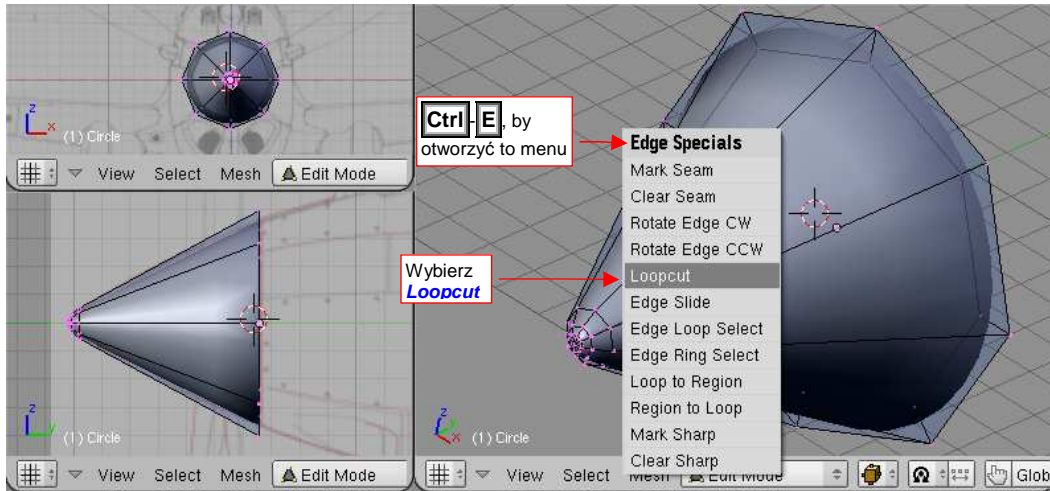 z
x
(1) Circle
View Select Mesh Edit Mode
z
y
(1) Circle
View Select Mesh Edit Mode
Ctrl-E, by
otworzyć to menu
Wybierz
Loopcut
Edge Specials
Mark Seam
Clear Seam
Rotate Edge CW
Rotate Edge CCW
Loopcut
Edge Slide
Edge Loop Select
Edge Ring Select
Loop to Region
Region to Loop
Mark Sharp
Clear Sharp
z
x
(1) Circle
View Select Mesh Edit Mode Glob